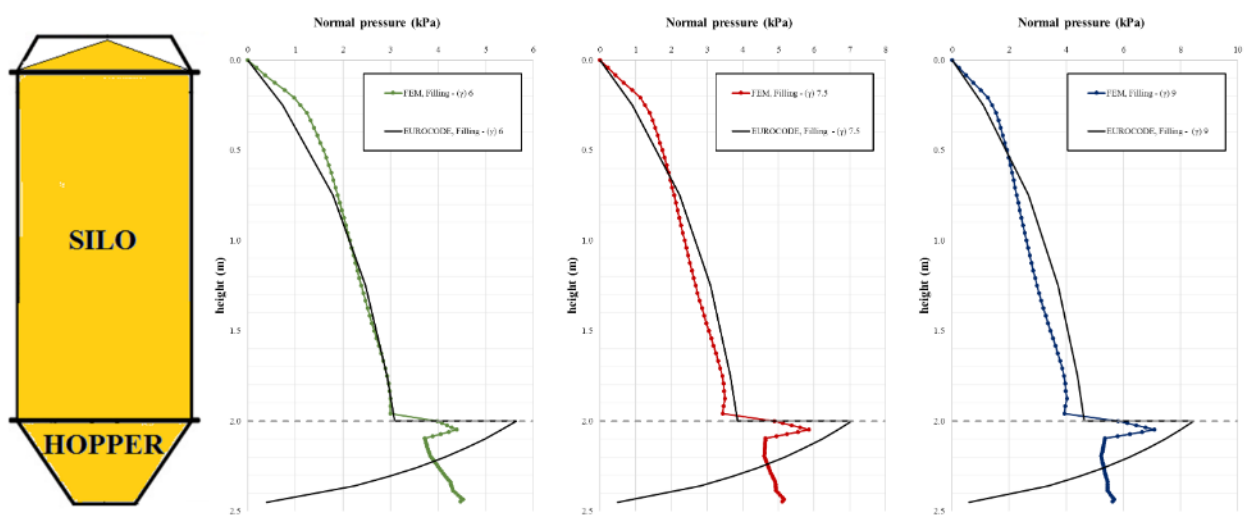 SILO
HOPPER
Normal pressure (kPa)
0 1 2 3 4 5 6
0.0
0.5
1.0
1.5
2.0
2.5
height (m)
FEM, Filling - (γ) 6
EUROCODE, Filling - (γ) 6
Normal pressure (kPa)
0 1 2 3 4 5 6 7 8
0.0
0.5
1.0
1.5
2.0
2.5
height (m)
FEM, Filling - (γ) 7.5
EUROCODE, Filling - (γ) 7.5
Normal pressure (kPa)
0 2 4 6 8 10
0.0
0.5
1.0
1.5
2.0
2.5
height (m)
FEM, Filling - (γ) 9
EUROCODE, Filling - (γ) 9